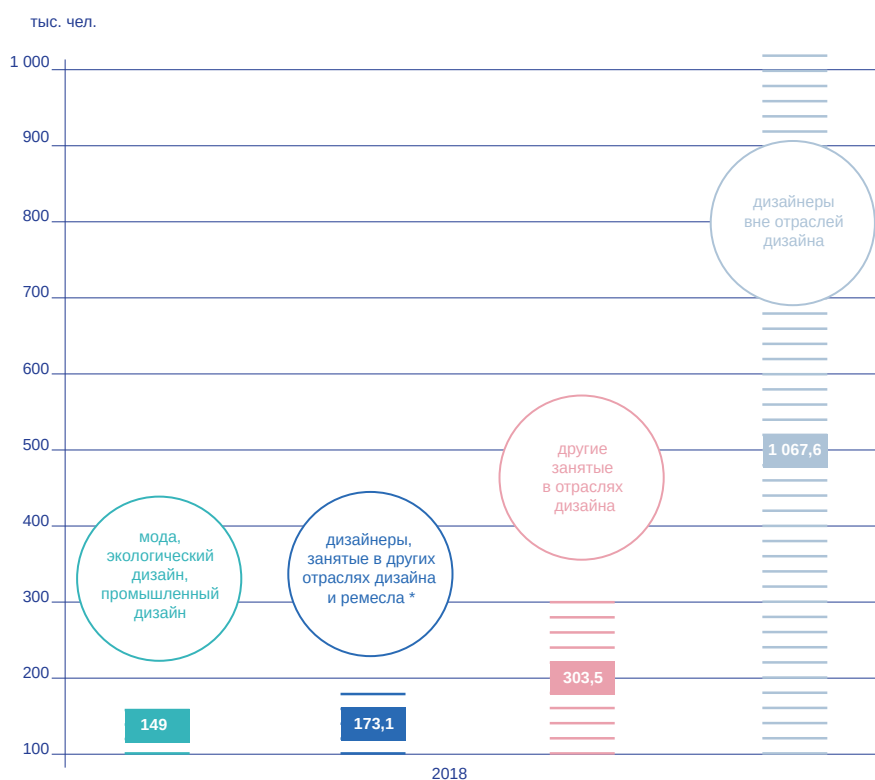 тыс. чел.
1 000
900
800
700
600
500
400
300
200
100
дизайнеры
вне отраслей
дизайна
1 067,6
другие
занятые
в отраслях
дизайна
303,5
дизайнеры,
занятые в других
отраслях дизайна
и ремесла *
173,1
мода,
экологический
дизайн,
промышленный
дизайн
149
2018